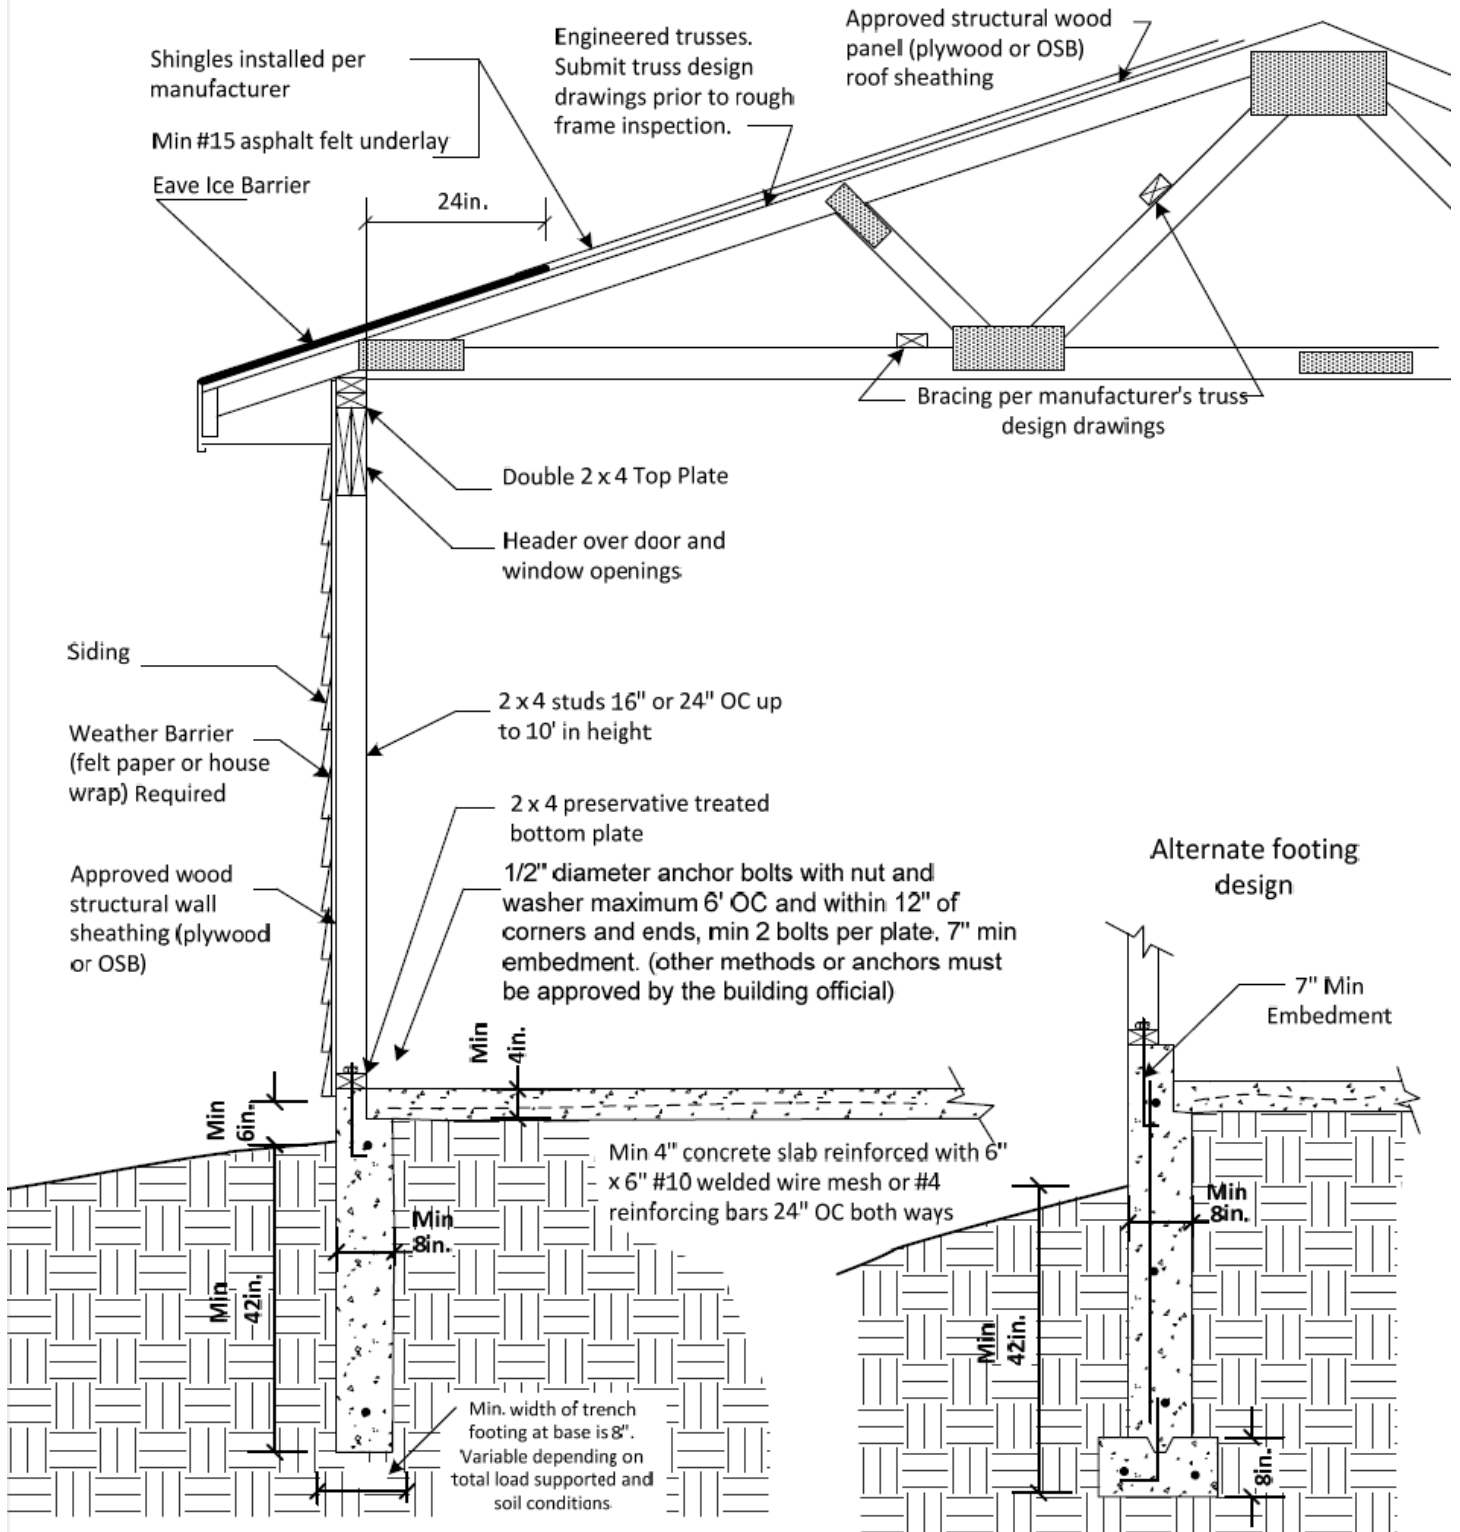 Shingles installed per
manufacturer
Min #15 asphalt felt underlay
Eave Ice Barrier
24in.
Engineered trusses.
Submit truss design
drawings prior to rough
frame inspection.
Approved structural wood
panel (plywood or OSB)
roof sheathing
Bracing per manufacturer's truss
design drawings
Double 2 x 4 Top Plate
Header over door and
window openings
Siding
Weather Barrier
(felt paper or house
wrap) Required
Approved wood
structural wall
sheathing (plywood
or OSB)
2 x 4 studs 16" or 24" OC up
to 10' in height
2 x 4 preservative treated
bottom plate
1/2" diameter anchor bolts with nut and
washer maximum 6' OC and within 12" of
corners and ends, min 2 bolts per plate. 7" min
embedment. (other methods or anchors must
be approved by the building official)
Min
4in.
Min
6in.
Min
8in.
Min
42in.
Min 4" concrete slab reinforced with 6"
x 6" #10 welded wire mesh or #4
reinforcing bars 24" OC both ways
Min. width of trench
footing at base is 8".
Variable depending on
total load supported and
soil conditions
Alternate footing
design
7" Min
Embedment
Min
8in.
Min
42in.
8in.